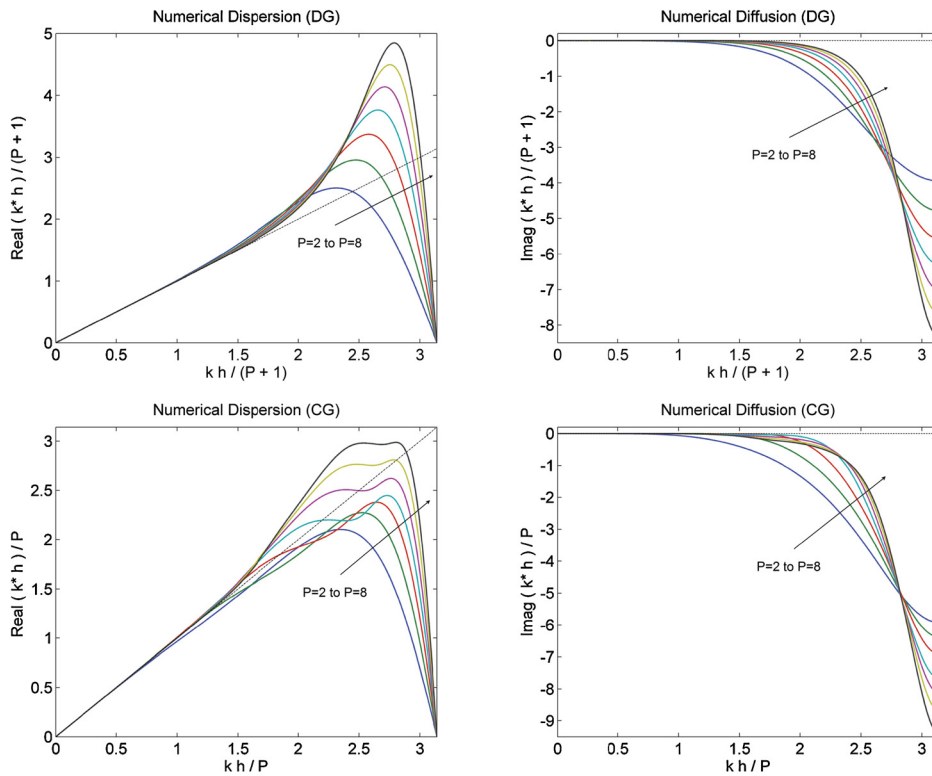 Numerical Dispersion (DG)
5
4
3
2
1
0
Real ( k* h ) / (P + 1)
P=2 to P=8
0 0.5 1 1.5 2 2.5 3
k h / (P + 1)
Numerical Diffusion (DG)
0
-1
-2
-3
-4
-5
-6
-7
-8
Imag ( k* h ) / (P + 1)
P=2 to P=8
0 0.5 1 1.5 2 2.5 3
k h / (P + 1)
Numerical Dispersion (CG)
3
2.5
2
1.5
1
0.5
0
Real ( k* h ) / P
P=2 to P=8
0 0.5 1 1.5 2 2.5 3
k h / P
Numerical Diffusion (CG)
0
-1
-2
-3
-4
-5
-6
-7
-8
-9
Imag ( k* h ) / P
P=2 to P=8
0 0.5 1 1.5 2 2.5 3
k h / P